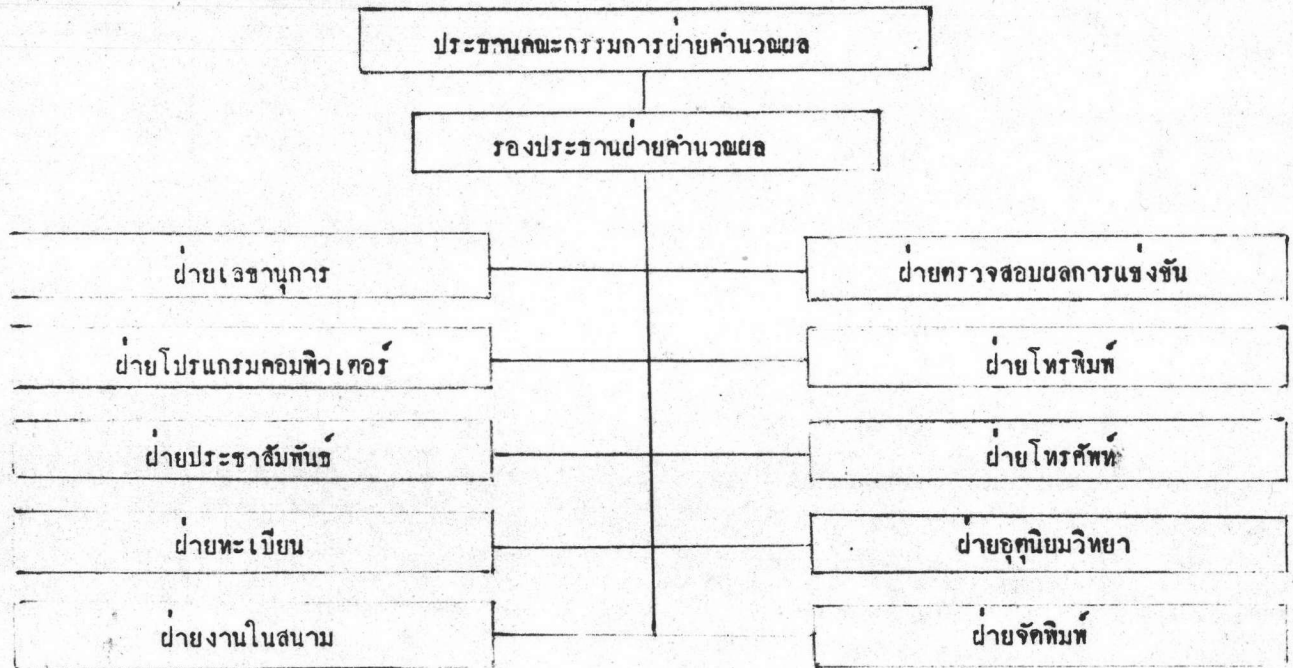 ประธานคณะกรรมการฝ่ายคำนวณผล
รองประธานฝ่ายคำนวณผล
ฝ่ายเลขานุการ
ฝ่ายตรวจสอบผลการแข่งขัน
ฝ่ายโปรแกรมคอมพิวเตอร์
ฝ่ายโทรพิมพ์
ฝ่ายประชาสัมพันธ์
ฝ่ายโทรศัพท์
ฝ่ายทะเบียน
ฝ่ายอุตุนิยมวิทยา
ฝ่ายงานในสนาม
ฝ่ายจัดพิมพ์